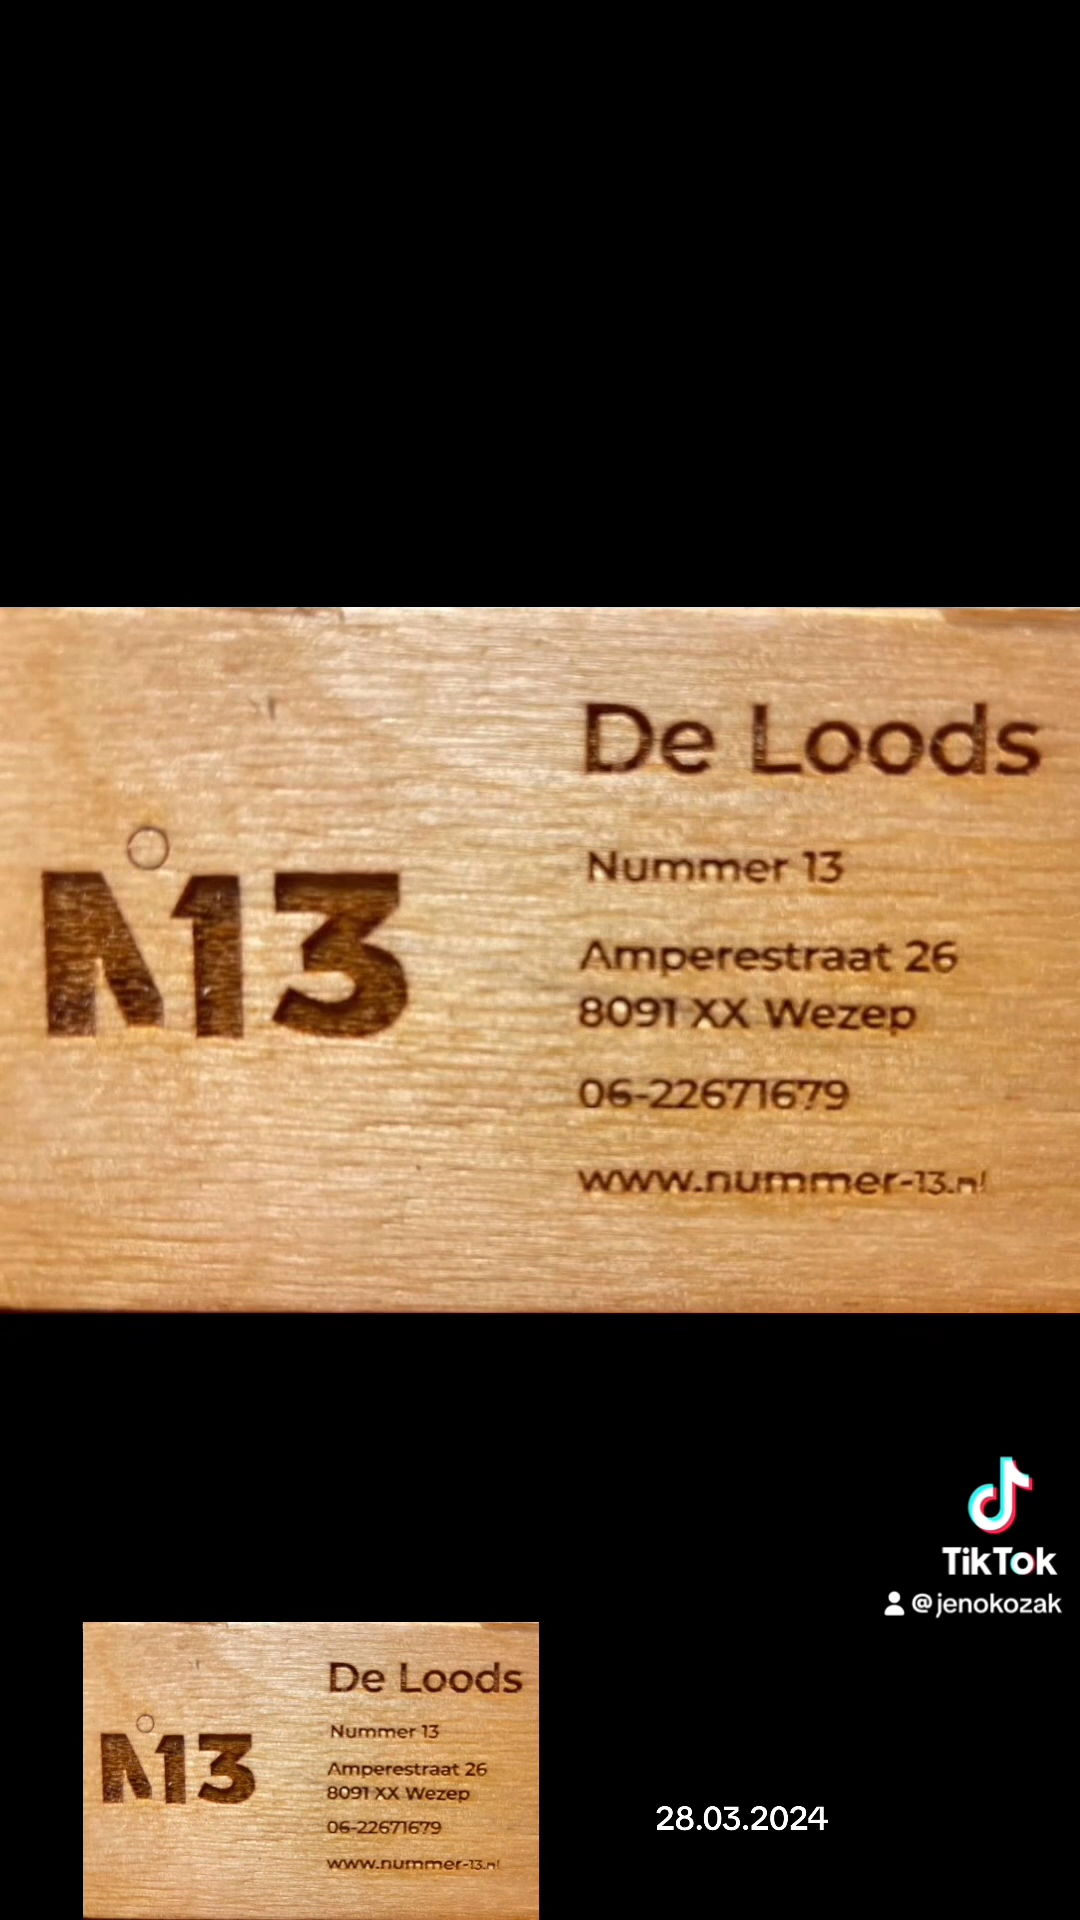 De Loods
N13
Nummer 13
Amperestraat 26
8091 XX Wezep
06-22671679
www.nummer-13.nl
TikTok
@jenokozak
De Loods
N13
Nummer 13
Amperestraat 26
8091 XX Wezep
06-22671679
www.nummer-13.nl
28.03.2024